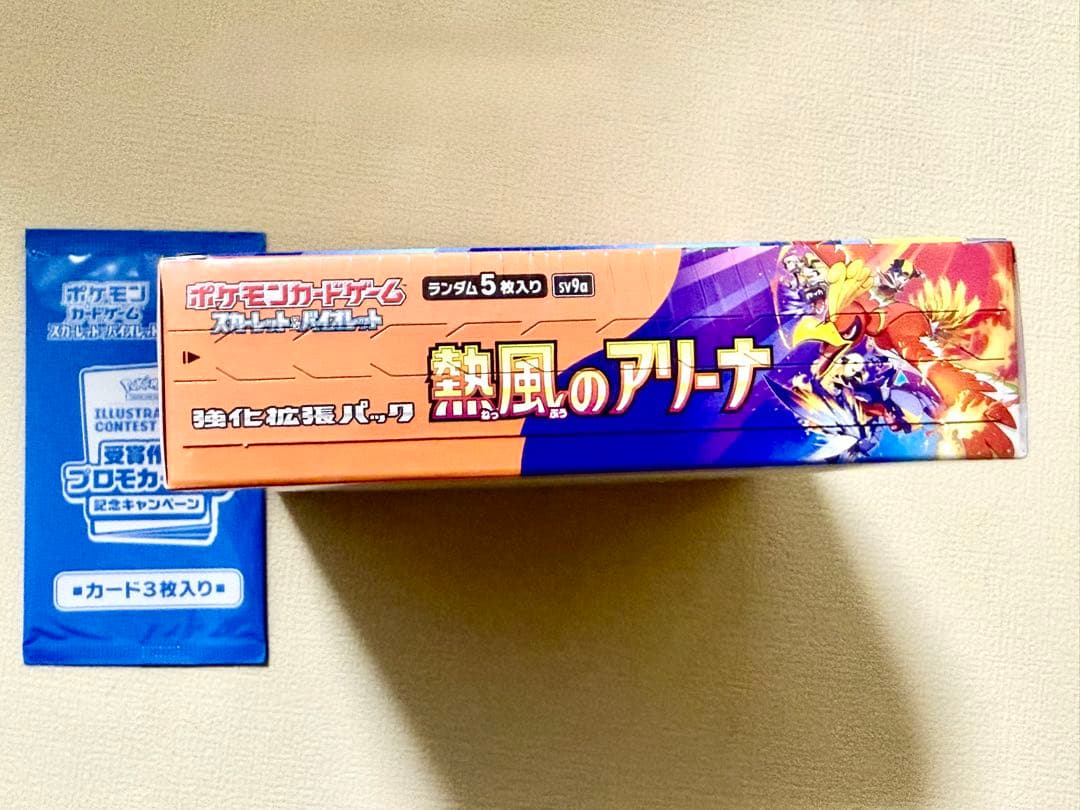 ポケモンカードゲーム
スカーレット&バイオレット
ランダム5枚入り
sv9a
強化拡張パック
熱風のアリーナ
ねっ
ぷう
ポケモン
カードゲーム
スカーレット&バイオレット
ILLUSTRA
CONTEST
受賞作
プロモカー
記念キャンペーン
カード3枚入り